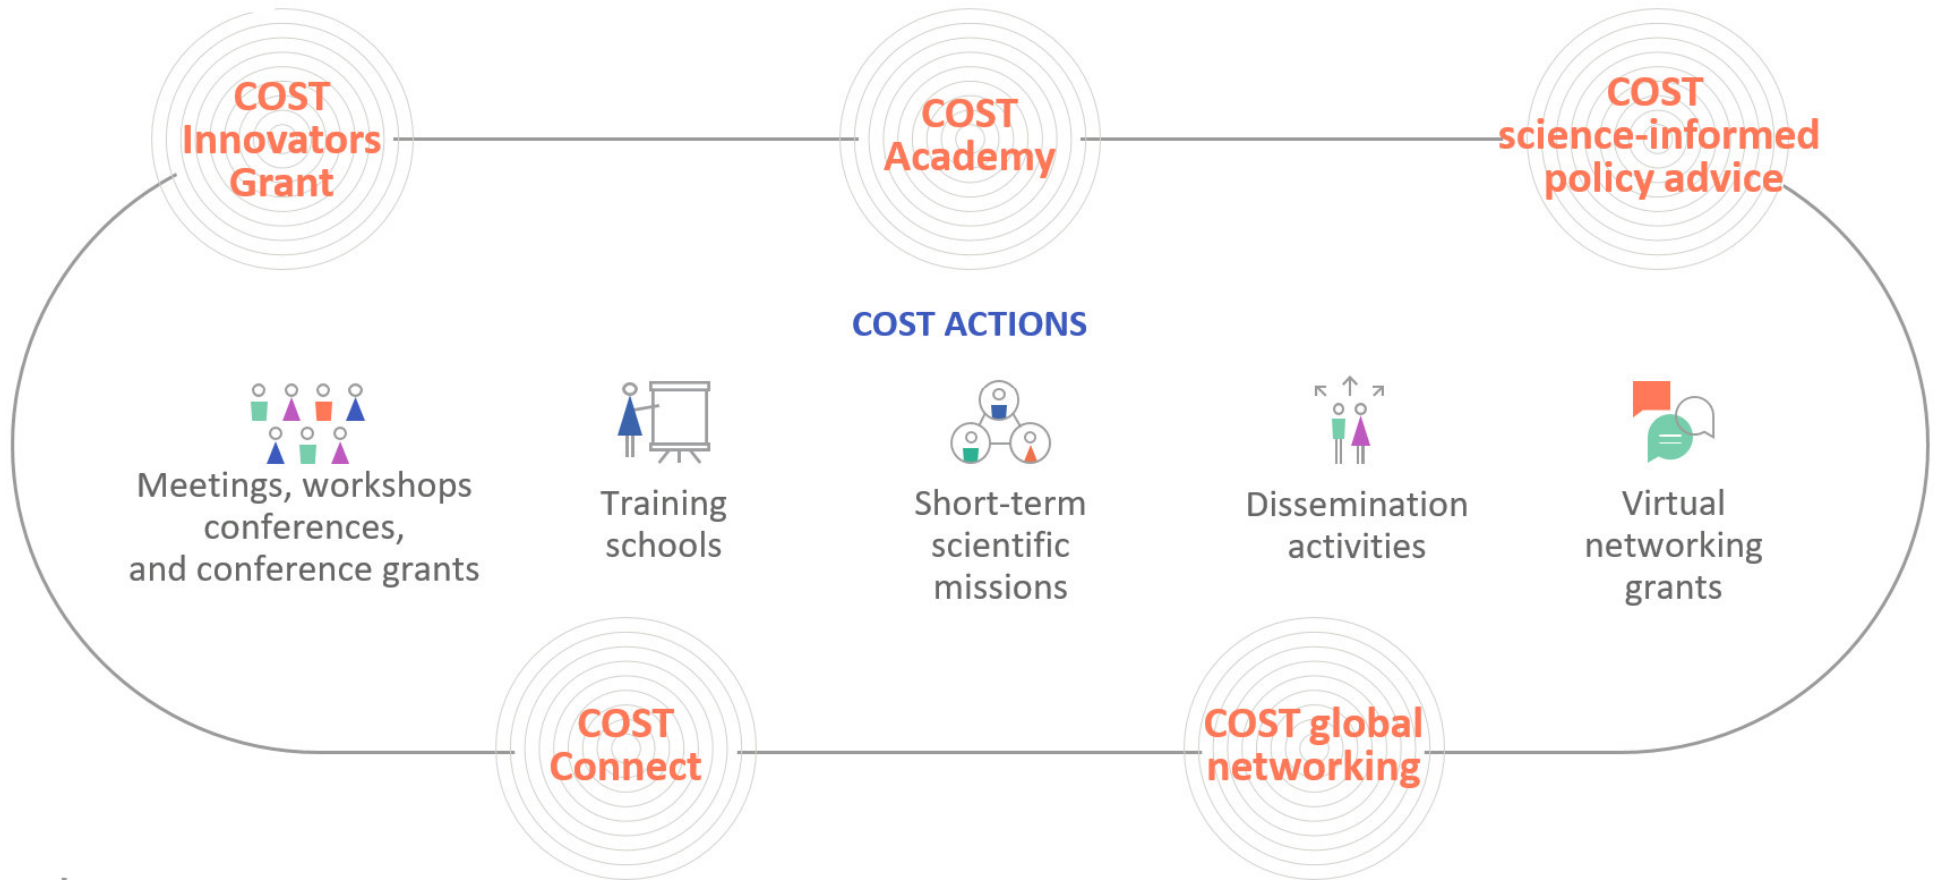 COST
Innovators
Grant
COST
Academy
COST
science-informed
policy advice
COST ACTIONS
Meetings, workshops
conferences,
and conference grants
Training
schools
Short-term
scientific
missions
Dissemination
activities
Virtual
networking
grants
COST
Connect
COST global
networking